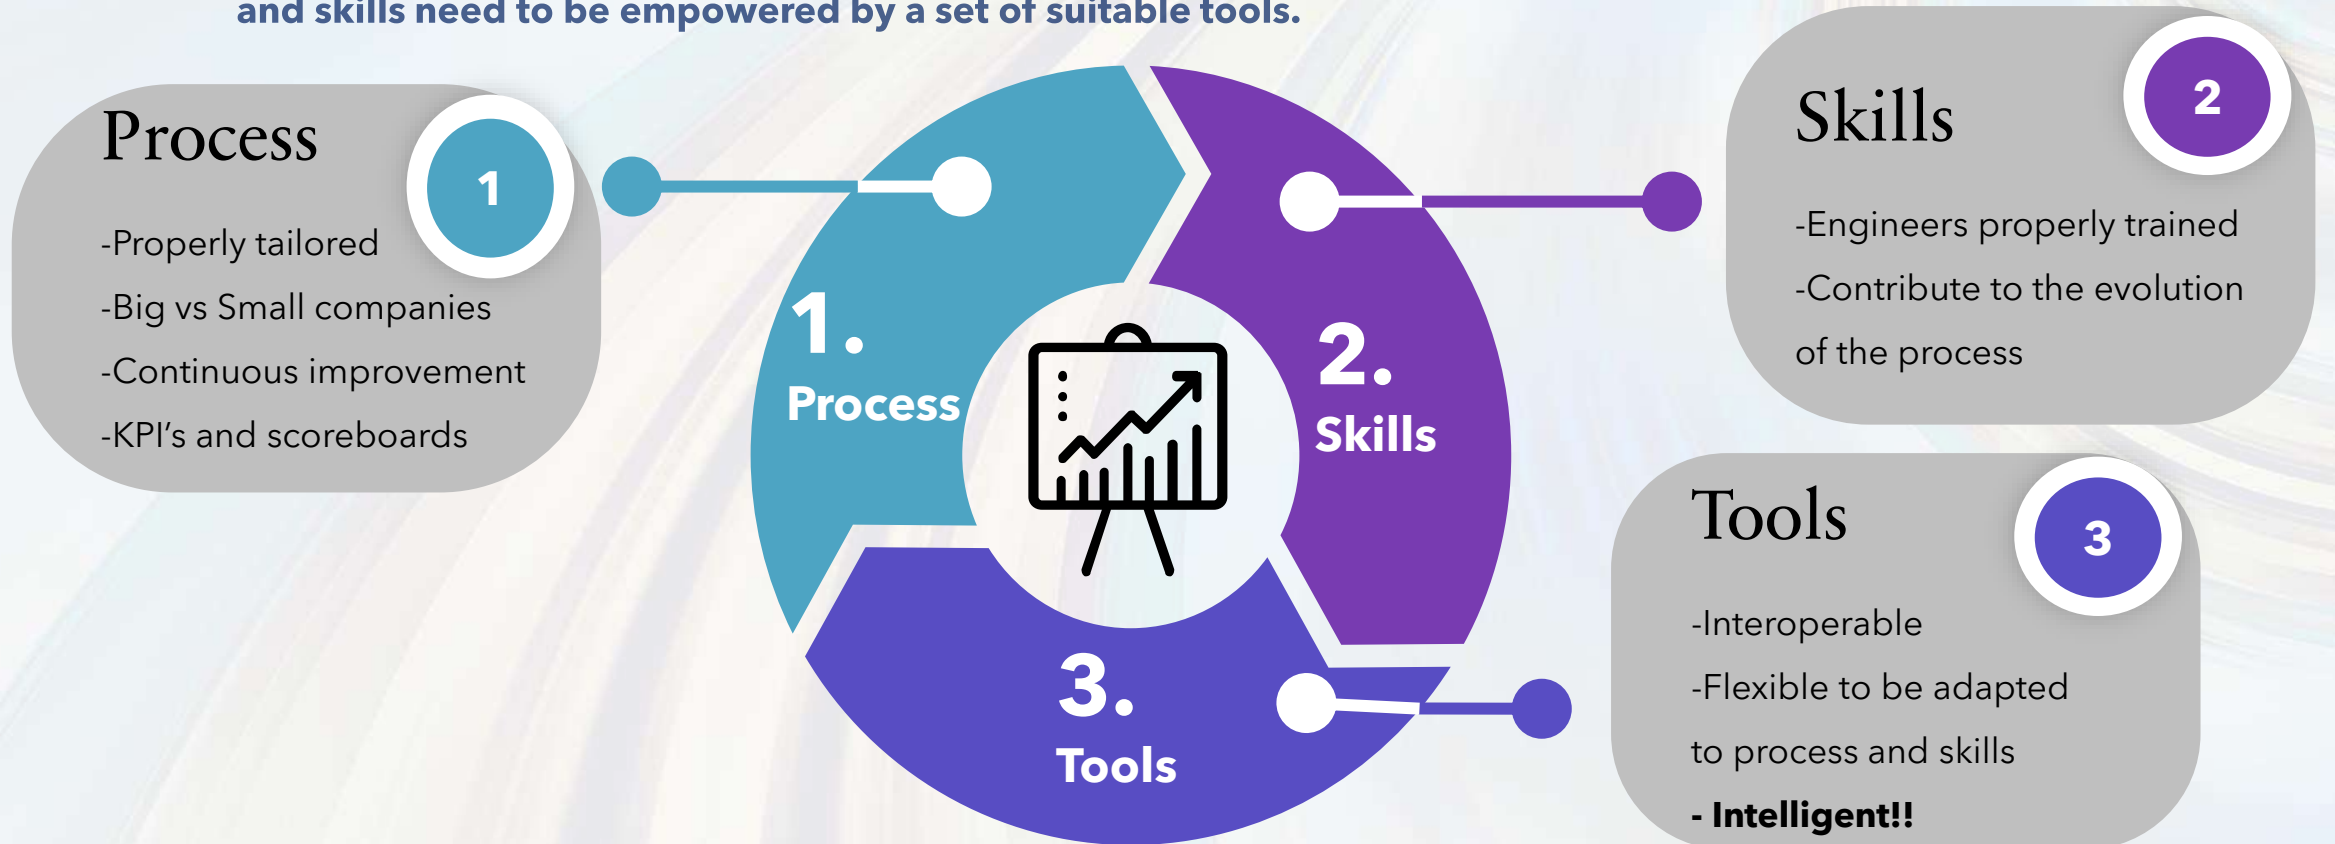 and skills need to be empowered by a set of suitable tools.
Process
1
-Properly tailored
-Big vs Small companies
-Continuous improvement
-KPI's and scoreboards
1.
Process
2.
Skills
3.
Tools
Skills
2
-Engineers properly trained
-Contribute to the evolution
of the process
Tools
3
-Interoperable
-Flexible to be adapted
to process and skills
- Intelligent!!